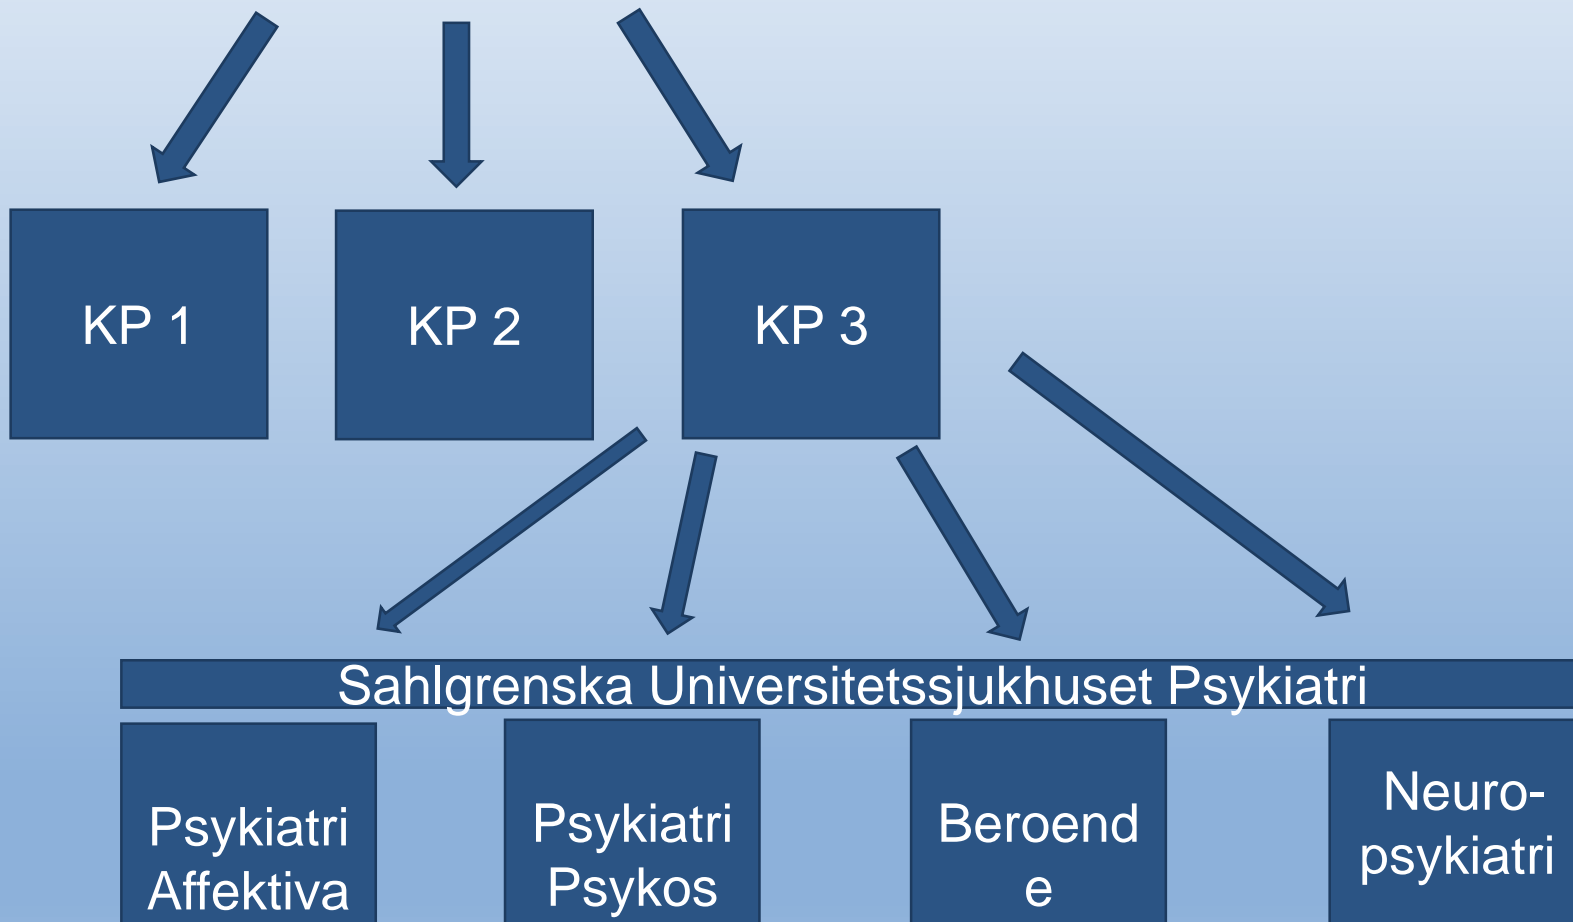 KP 1
KP 2
KP 3
Sahlgrenska Universitetssjukhuset Psykiatri
Psykiatri
Affektiva
Psykiatri
Psykos
Beroend
e
Neuro-
psykiatri